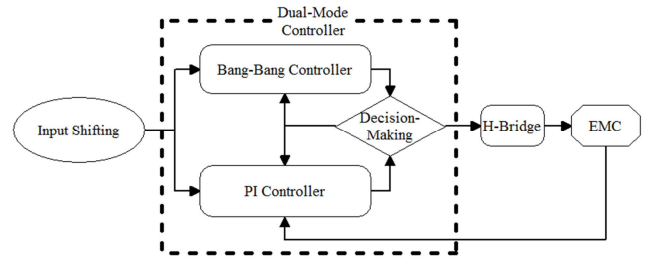 Dual-Mode
Controller
Bang-Bang Controller
Input Shifting
Decision-
Making
H-Bridge
EMC
PI Controller